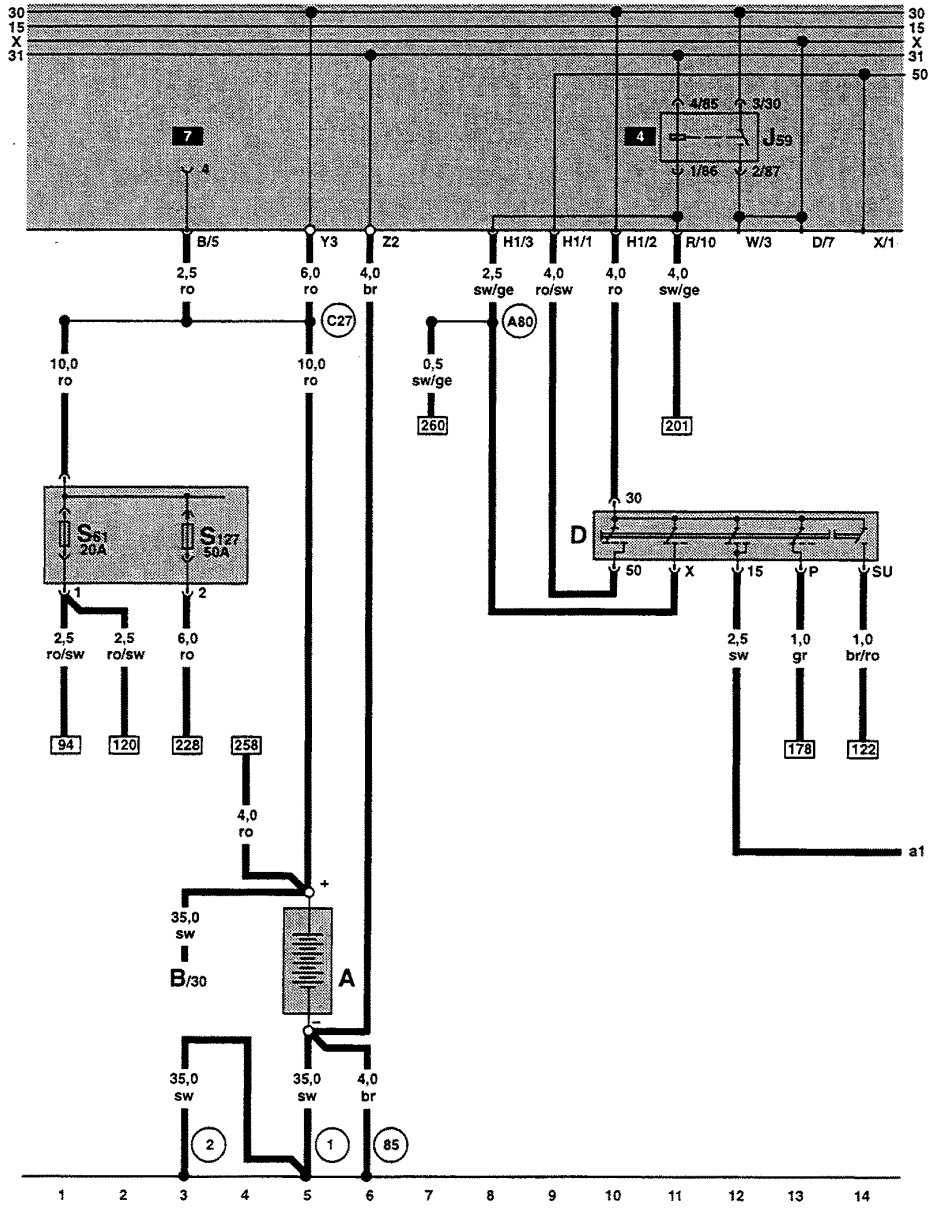 30 30
15 15
X X
31 31
50
4/85 3/30
7 4 J59
4 1/86 2/87
B/5 Y3 Z2 H1/3 H1/1 H1/2 R/10 W/3 D/7 X/1
2,5 6,0 4,0 2,5 4,0 4,0 4,0
ro ro br sw/ge ro/sw ro sw/ge
C27 A80
10,0 10,0 0,5
ro ro sw/ge
260 201
30
S61 S127 D
20A 50A
1 2 50 X 15 P SU
2,5 2,5 6,0 2,5 1,0 1,0
ro/sw ro/sw ro sw gr br/ro
94 120 228 258 178 122
4,0
ro
a1
+
35,0
sw
B/30 A
–
35,0 35,0 4,0
sw sw br
2 1 85
1 2 3 4 5 6 7 8 9 10 11 12 13 14